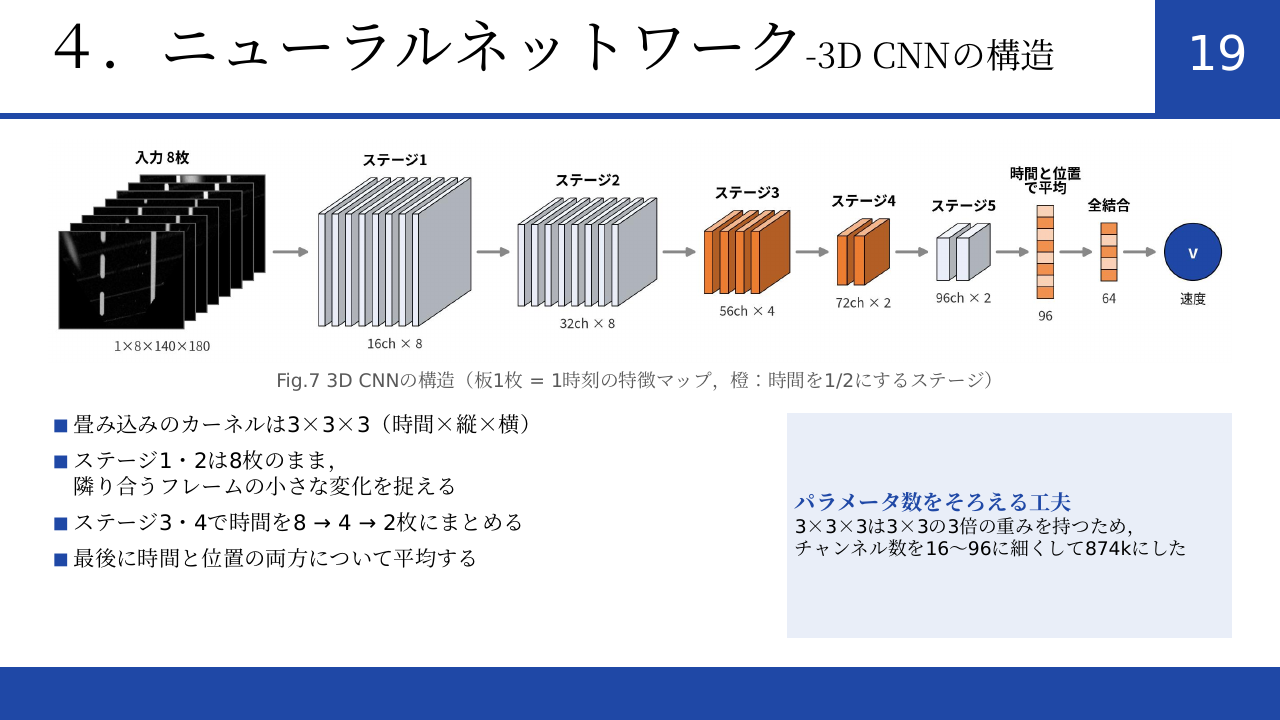 ４．ニューラルネットワーク-3D CNNの構造
19
入力 8枚
ステージ1
ステージ2
ステージ3
ステージ4
ステージ5
時間と位置
で平均
全結合
v
1×8×140×180
16ch × 8
32ch × 8
56ch × 4
72ch × 2
96ch × 2
96
64
速度
Fig.7 3D CNNの構造（板1枚 = 1時刻の特徴マップ，橙：時間を1/2にするステージ）
■畳み込みのカーネルは3×3×3（時間×縦×横）
■ステージ1・2は8枚のまま，
隣り合うフレームの小さな変化を捉える
■ステージ3・4で時間を8 → 4 → 2枚にまとめる
■最後に時間と位置の両方について平均する
パラメータ数をそろえる工夫
3×3×3は3×3の3倍の重みを持つため，
チャンネル数を16～96に細くして874kにした